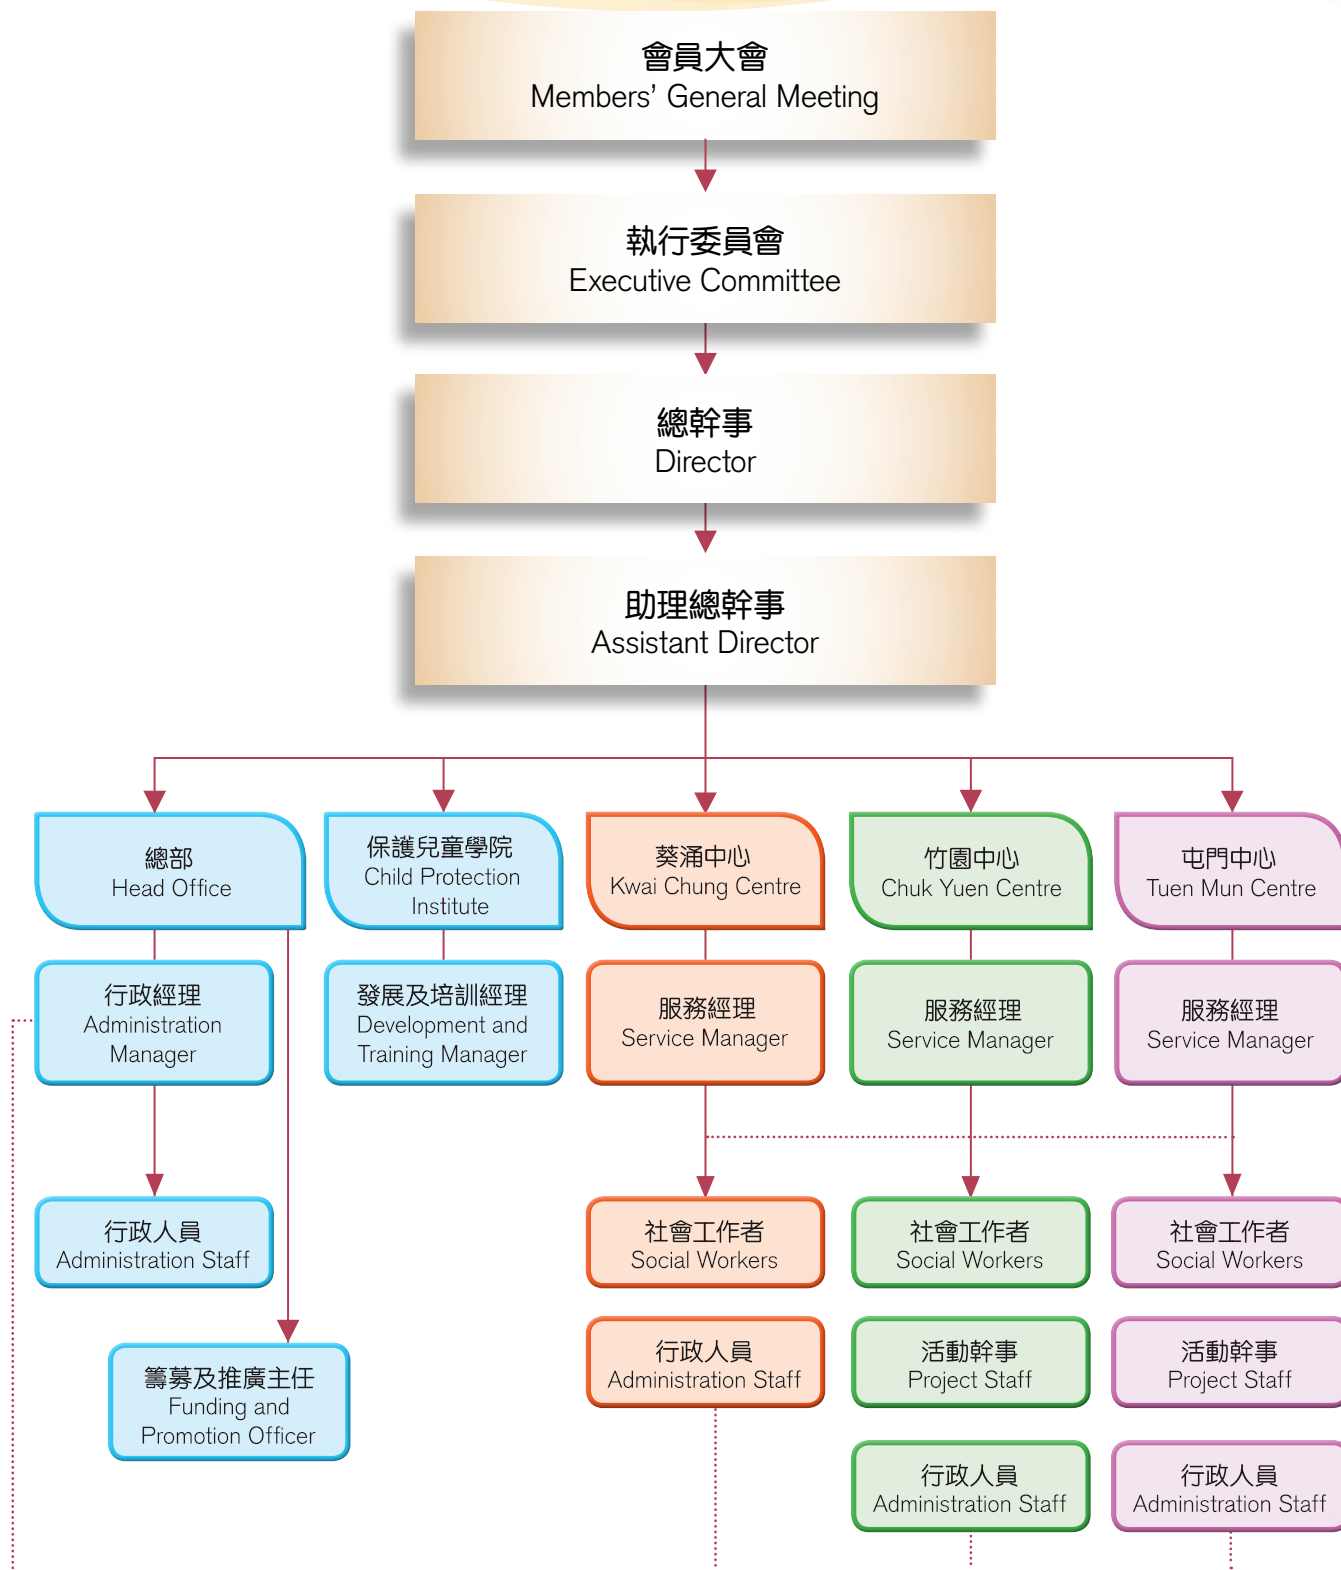 會員大會
Members’ General Meeting
執行委員會
Executive Committee
總幹事
Director
助理總幹事
Assistant Director
總部
Head Office
保護兒童學院
Child Protection
Institute
葵涌中心
Kwai Chung Centre
竹園中心
Chuk Yuen Centre
屯門中心
Tuen Mun Centre
行政經理
Administration
Manager
發展及培訓經理
Development and
Training Manager
服務經理
Service Manager
服務經理
Service Manager
服務經理
Service Manager
行政人員
Administration Staff
社會工作者
Social Workers
社會工作者
Social Workers
社會工作者
Social Workers
籌募及推廣主任
Funding and
Promotion Officer
行政人員
Administration Staff
活動幹事
Project Staff
活動幹事
Project Staff
行政人員
Administration Staff
行政人員
Administration Staff